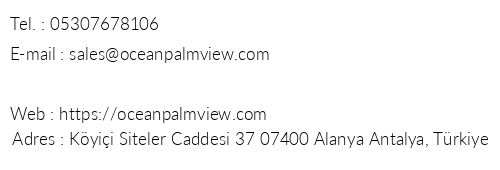 Tel. : 05307678106
E-mail : sales@oceanpalmview.com
Web : https://oceanpalmview.com
Adres : Köyiçi Siteler Caddesi 37 07400 Alanya Antalya, Türkiye